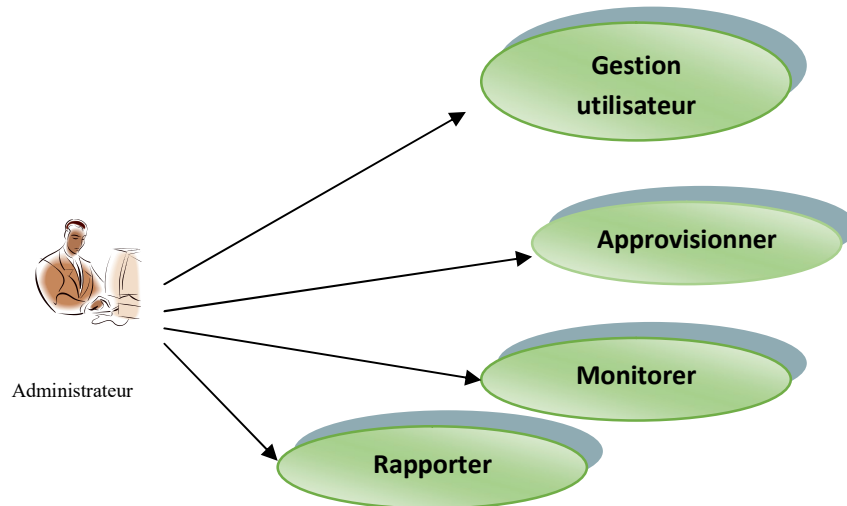 Gestion
utilisateur
Approvisionner
Monitorer
Administrateur
Rapporter